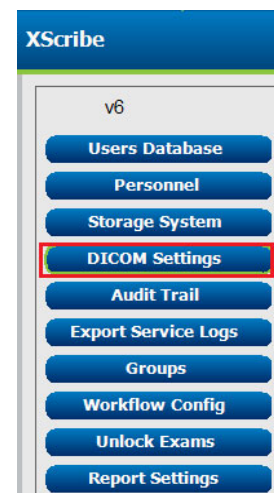 XScribe
v6
Users Database
Personnel
Storage System
DICOM Settings
Audit Trail
Export Service Logs
Groups
Workflow Config
Unlock Exams
Report Settings